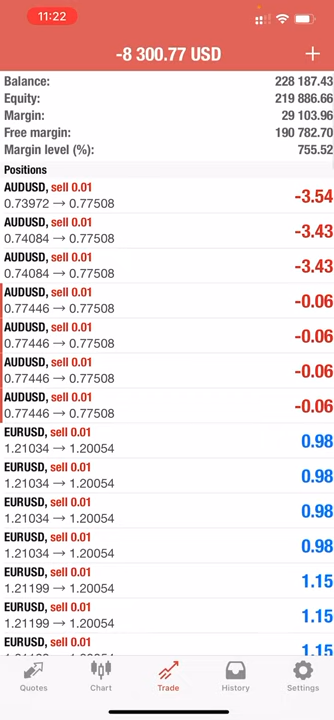 11:22
-8 300.77 USD
Balance: 228 187.43
Equity: 219 886.66
Margin: 29 103.96
Free margin: 190 782.70
Margin level (%): 755.52
Positions
AUDUSD, sell 0.01
0.73972 → 0.77508 -3.54
AUDUSD, sell 0.01
0.74084 → 0.77508 -3.43
AUDUSD, sell 0.01
0.74084 → 0.77508 -3.43
AUDUSD, sell 0.01
0.77446 → 0.77508 -0.06
AUDUSD, sell 0.01
0.77446 → 0.77508 -0.06
AUDUSD, sell 0.01
0.77446 → 0.77508 -0.06
AUDUSD, sell 0.01
0.77446 → 0.77508 -0.06
EURUSD, sell 0.01
1.21034 → 1.20054 0.98
EURUSD, sell 0.01
1.21034 → 1.20054 0.98
EURUSD, sell 0.01
1.21034 → 1.20054 0.98
EURUSD, sell 0.01
1.21034 → 1.20054 0.98
EURUSD, sell 0.01
1.21199 → 1.20054 1.15
EURUSD, sell 0.01
1.21199 → 1.20054 1.15
EURUSD, sell 0.01
1.15
Quotes Chart Trade History Settings